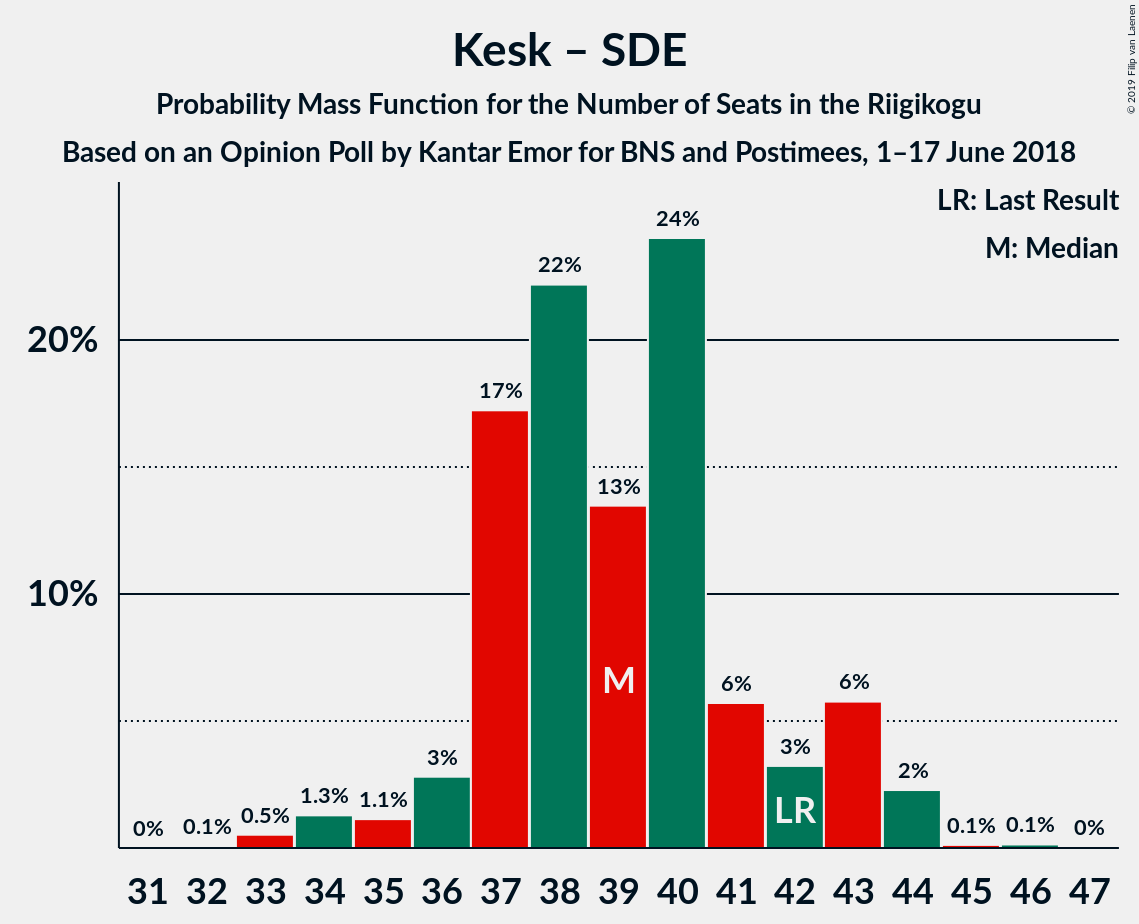 Kesk – SDE
Probability Mass Function for the Number of Seats in the Riigikogu
Based on an Opinion Poll by Kantar Emor for BNS and Postimees, 1–17 June 2018
© 2019 Filip van Laenen
LR: Last Result
M: Median
20%
10%
0%
0.1%
0.5%
1.3%
1.1%
3%
17%
22%
13%
24%
6%
3%
6%
2%
0.1%
0.1%
0%
M
LR
31 32 33 34 35 36 37 38 39 40 41 42 43 44 45 46 47